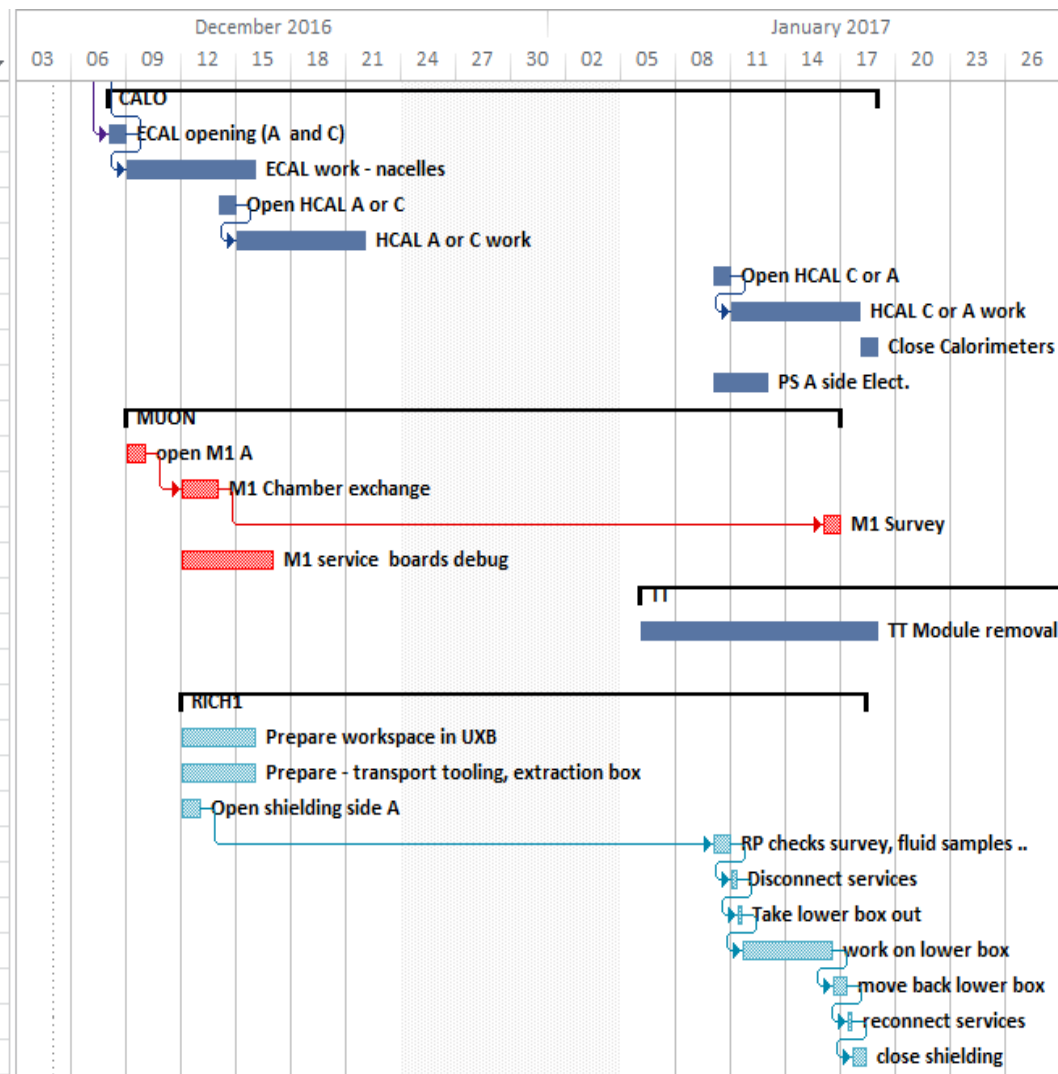 December 2016 January 2017
03 06 09 12 15 18 21 24 27 30 02 05 08 11 14 17 20 23 26
CALO
ECAL opening (A and C)
ECAL work - nacelles
Open HCAL A or C
HCAL A or C work
Open HCAL C or A
HCAL C or A work
Close Calorimeters
PS A side Elect.
MUON
open M1 A
M1 Chamber exchange
M1 Survey
M1 service boards debug
TT
TT Module removal
RICH1
Prepare workspace in UXB
Prepare - transport tooling, extraction box
Open shielding side A
RP checks survey, fluid samples ..
Disconnect services
Take lower box out
work on lower box
move back lower box
reconnect services
close shielding